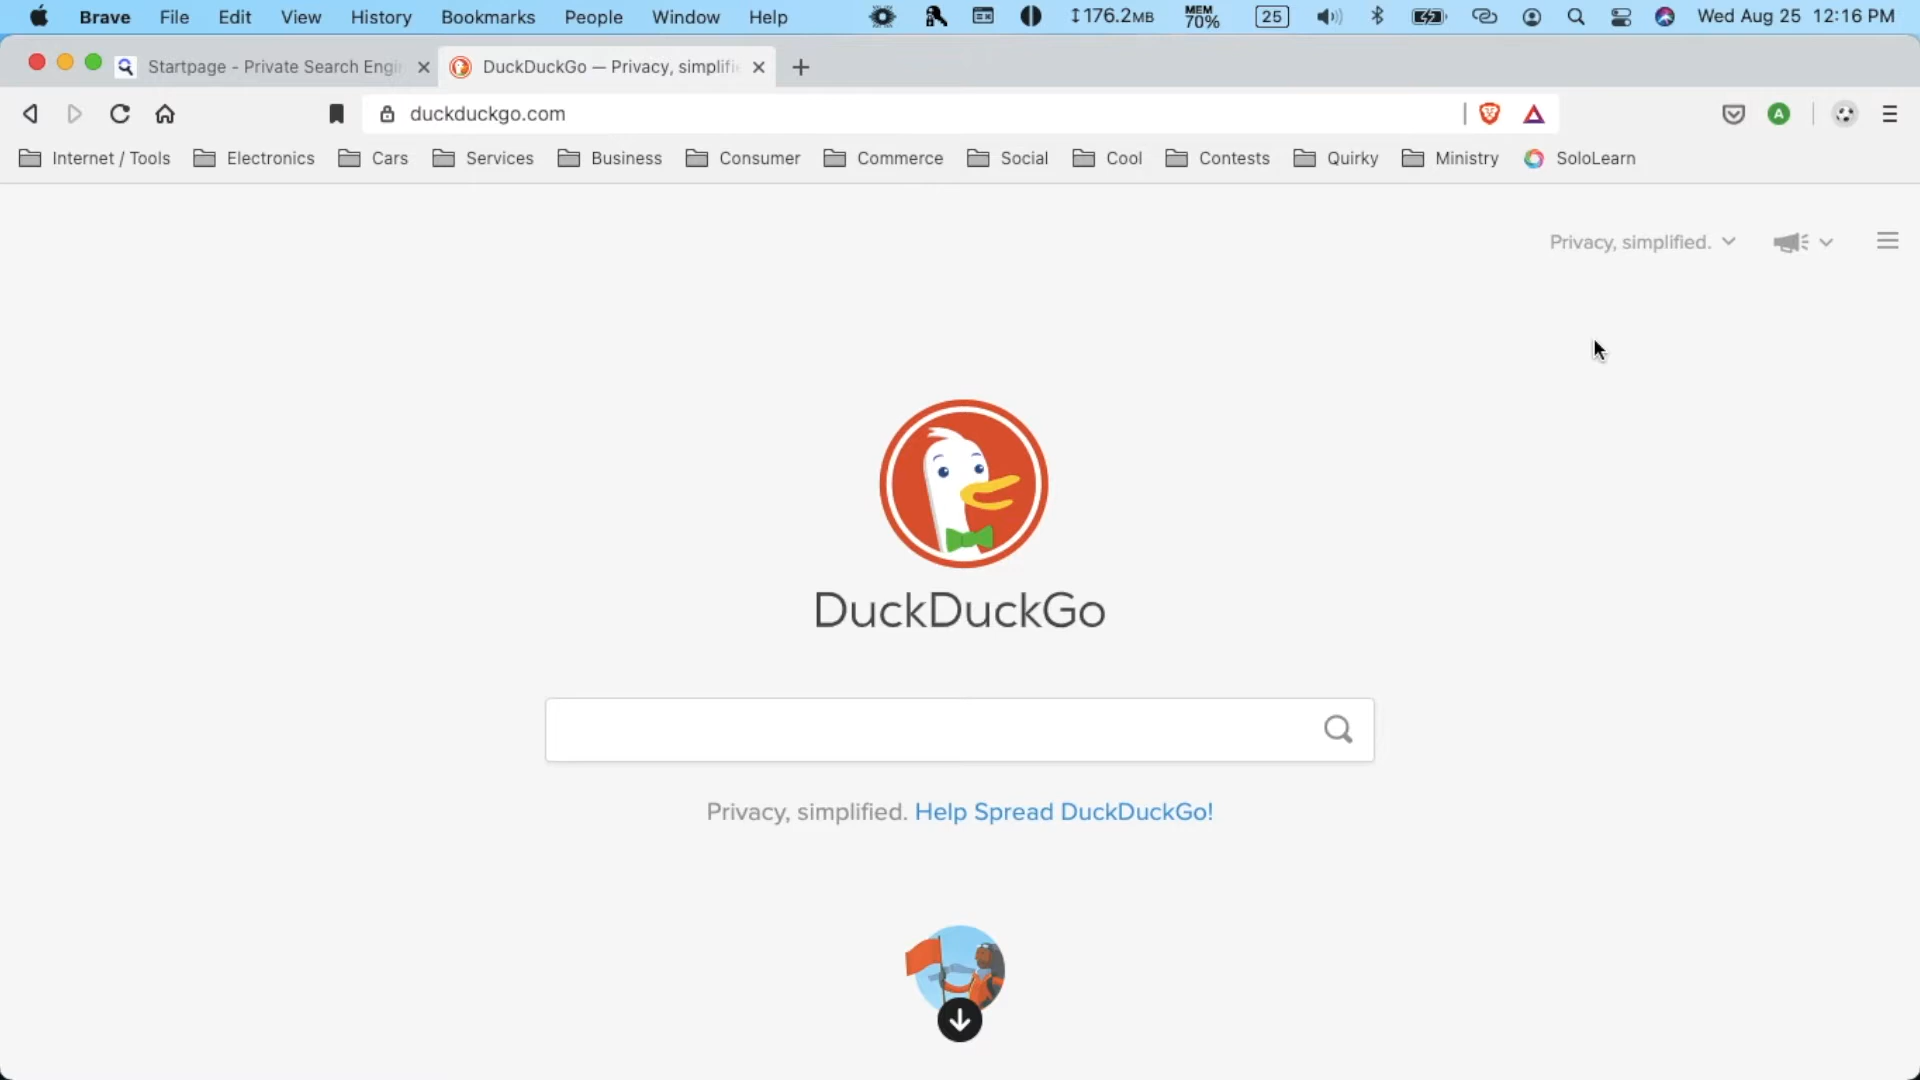 Brave File Edit View History Bookmarks People Window Help ↕176.2MB MEM 70% 25 Wed Aug 25 12:16 PM
Startpage - Private Search Engi DuckDuckGo — Privacy, simplifi
duckduckgo.com A
Internet / Tools Electronics Cars Services Business Consumer Commerce Social Cool Contests Quirky Ministry SoloLearn
Privacy, simplified.
DuckDuckGo
Privacy, simplified. Help Spread DuckDuckGo!